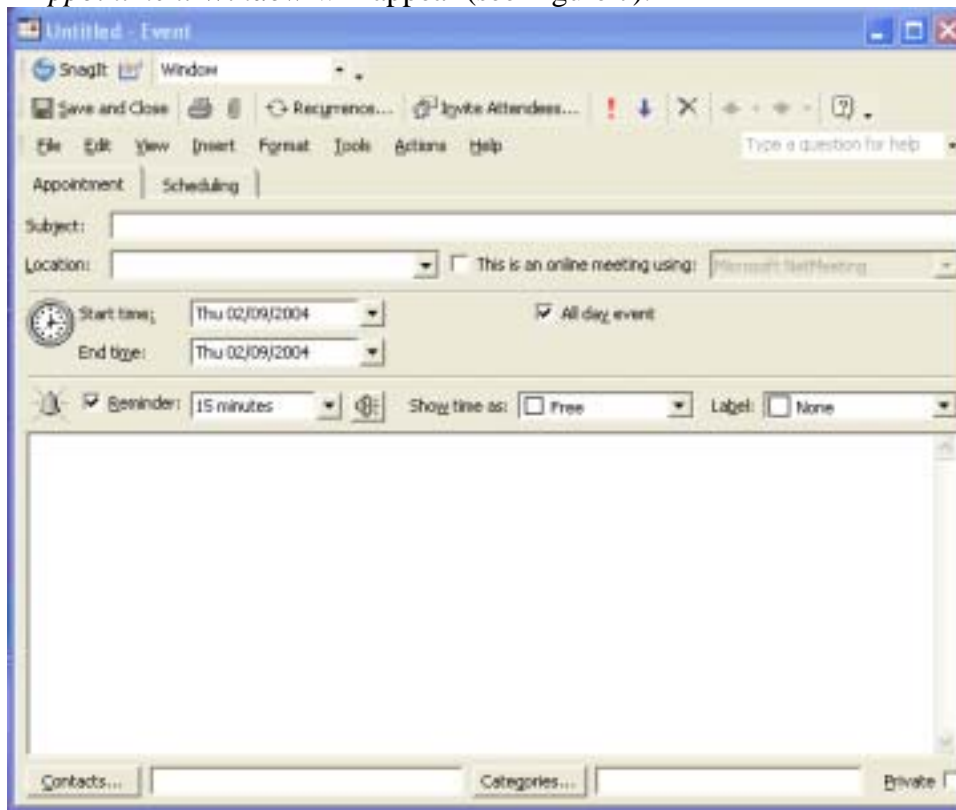 will appear (see Figure
Untitled - Event
SnagIt Window
Save and Close Recurrence... Invite Attendees...
File Edit View Insert Format Tools Actions Help Type a question for help
Appointment Scheduling
Subject:
Location: This is an online meeting using: Microsoft NetMeeting
Start time: Thu 02/09/2004 All day event
End time: Thu 02/09/2004
Reminder: 15 minutes Show time as: Free Label: None
Contacts... Categories... Private